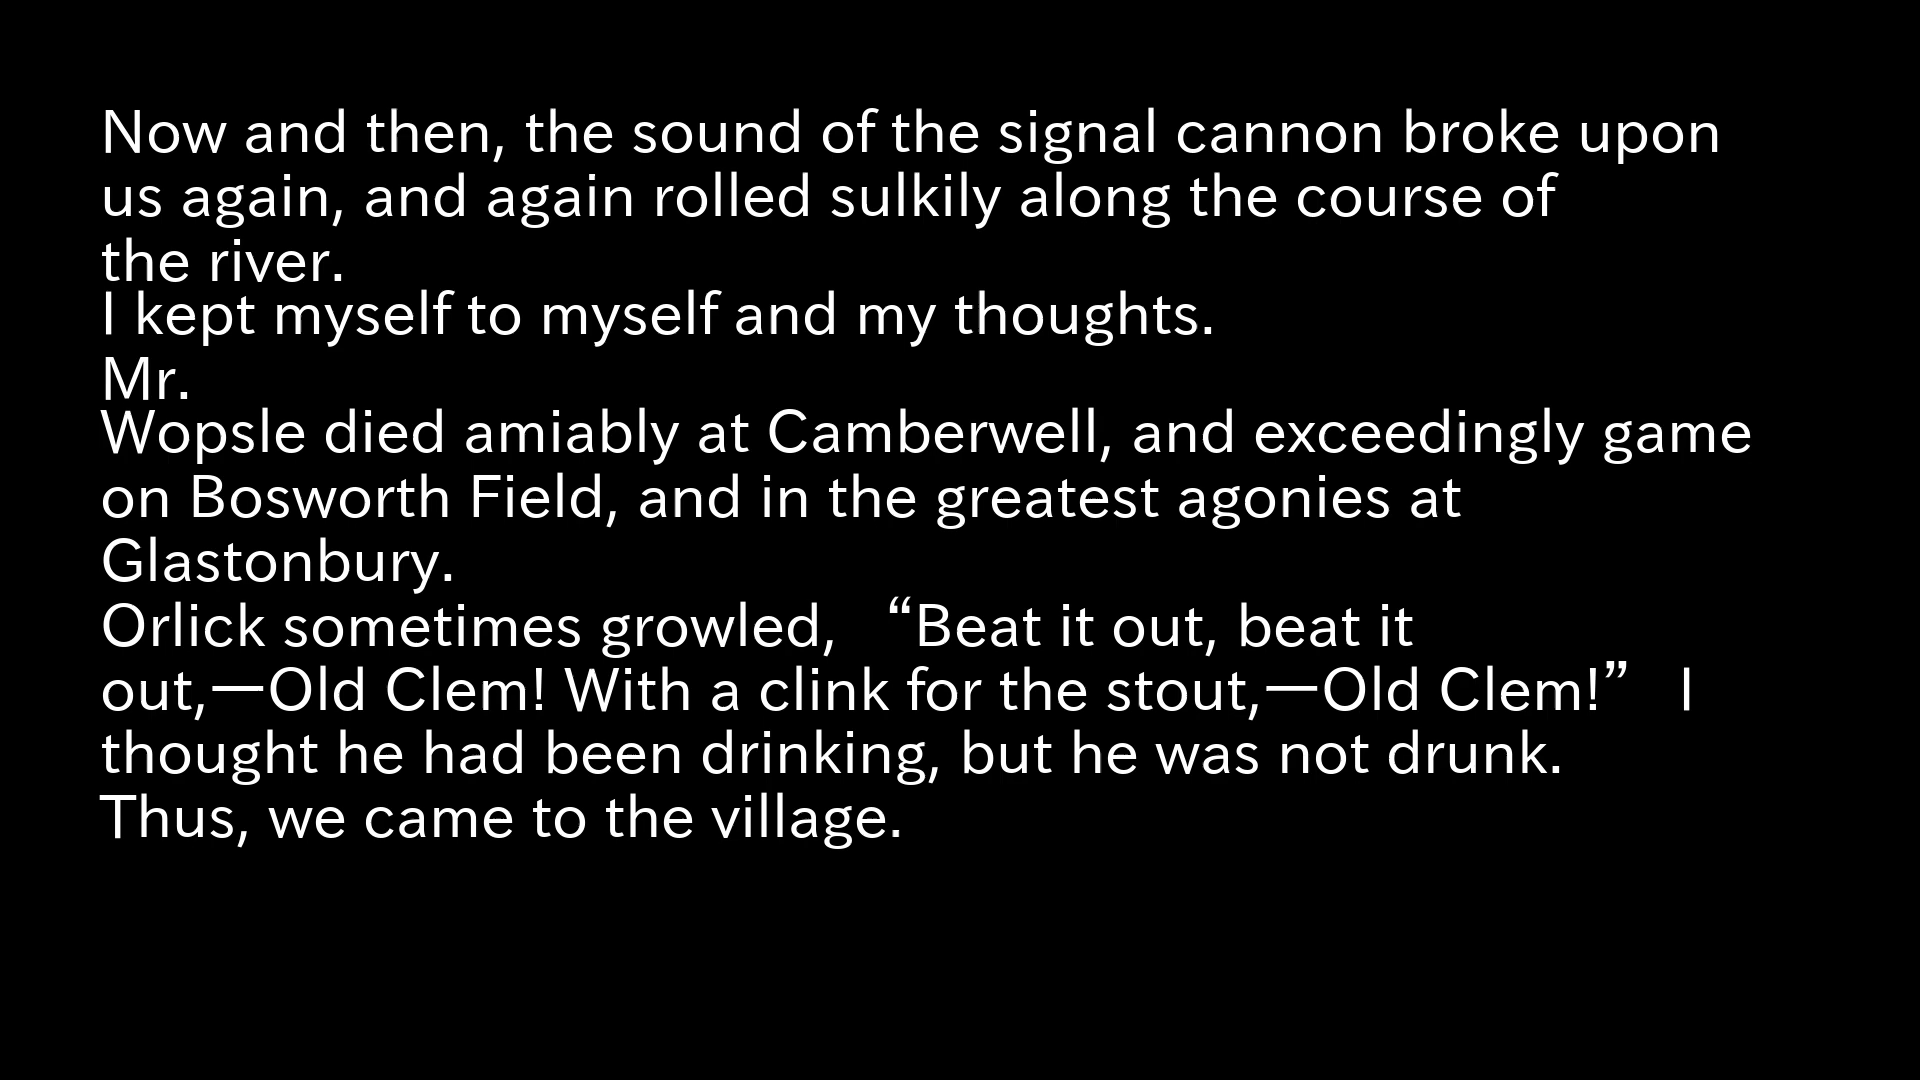 Now and then, the sound of the signal cannon broke upon
us again, and again rolled sulkily along the course of
the river.
I kept myself to myself and my thoughts.
Mr.
Wopsle died amiably at Camberwell, and exceedingly game
on Bosworth Field, and in the greatest agonies at
Glastonbury.
Orlick sometimes growled, “Beat it out, beat it
out,—Old Clem! With a clink for the stout,—Old Clem!” I
thought he had been drinking, but he was not drunk.
Thus, we came to the village.